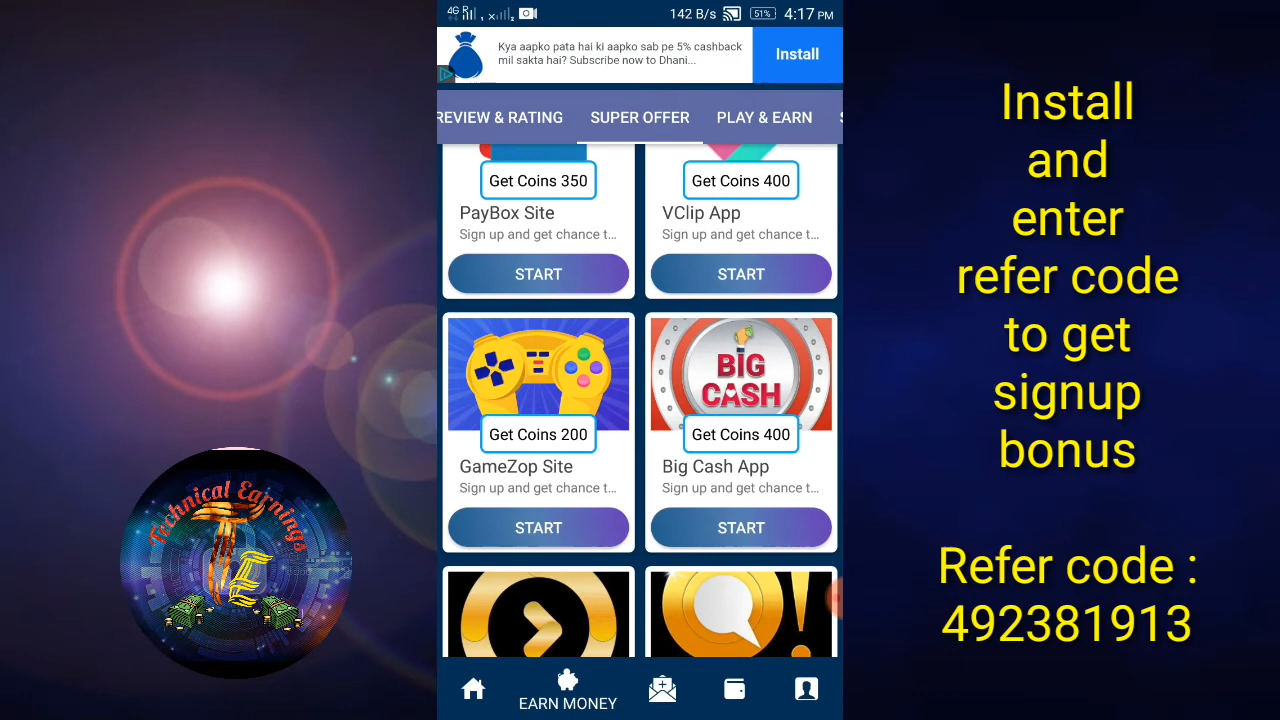 4G R 1 x 2 142 B/s 51% 4:17 PM
Kya aapko pata hai ki aapko sab pe 5% cashback
mil sakta hai? Subscribe now to Dhani...
Install
REVIEW & RATING SUPER OFFER PLAY & EARN
Get Coins 350
PayBox Site
Sign up and get chance t...
START
Get Coins 400
VClip App
Sign up and get chance t...
START
Get Coins 200
GameZop Site
Sign up and get chance t...
START
BIG
CASH
Get Coins 400
Big Cash App
Sign up and get chance t...
START
EARN MONEY
Technical Earnings
TE
Install
and
enter
refer code
to get
signup
bonus
Refer code :
492381913